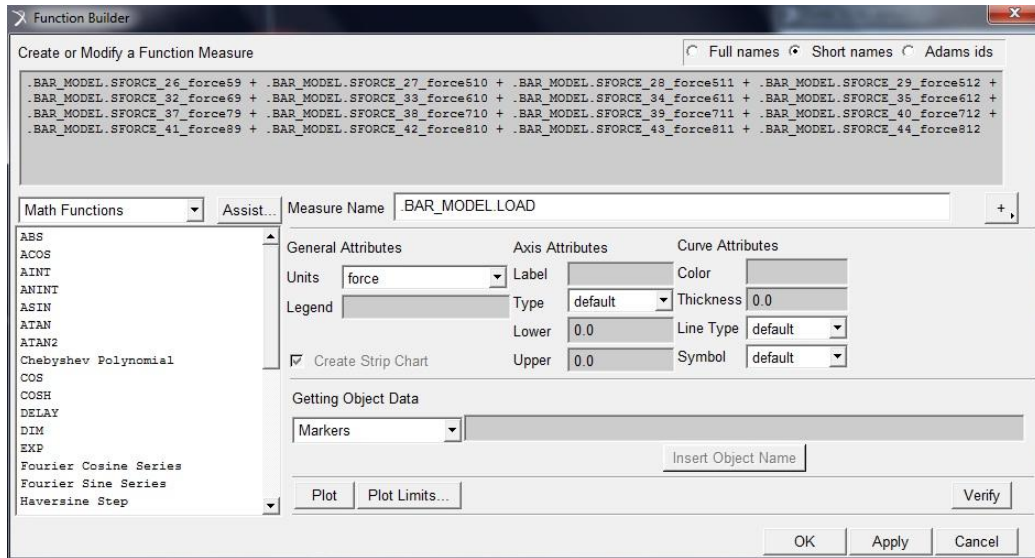 Function Builder
Create or Modify a Function Measure
Full names Short names Adams ids
.BAR_MODEL.SFORCE_26_force59 + .BAR_MODEL.SFORCE_27_force510 + .BAR_MODEL.SFORCE_28_force511 + .BAR_MODEL.SFORCE_29_force512 +
.BAR_MODEL.SFORCE_32_force69 + .BAR_MODEL.SFORCE_33_force610 + .BAR_MODEL.SFORCE_34_force611 + .BAR_MODEL.SFORCE_35_force612 +
.BAR_MODEL.SFORCE_37_force79 + .BAR_MODEL.SFORCE_38_force710 + .BAR_MODEL.SFORCE_39_force711 + .BAR_MODEL.SFORCE_40_force712 +
.BAR_MODEL.SFORCE_41_force89 + .BAR_MODEL.SFORCE_42_force810 + .BAR_MODEL.SFORCE_43_force811 + .BAR_MODEL.SFORCE_44_force812
Math Functions Assist... Measure Name .BAR_MODEL.LOAD +
ABS
ACOS
AINT
ANINT
ASIN
ATAN
ATAN2
Chebyshev Polynomial
COS
COSH
DELAY
DIM
EXP
Fourier Cosine Series
Fourier Sine Series
Haversine Step
General Attributes Axis Attributes Curve Attributes
Units force Label Color
Legend Type default Thickness 0.0
Lower 0.0 Line Type default
Create Strip Chart Upper 0.0 Symbol default
Getting Object Data
Markers
Insert Object Name
Plot Plot Limits... Verify
OK Apply Cancel